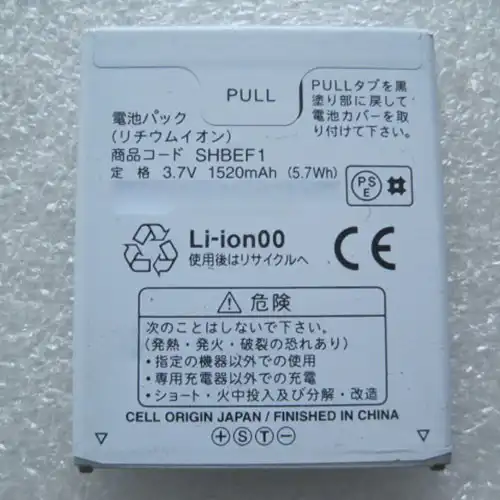 PULL
PULLタブを黒
塗り部に戻して
電池カバーを取
り付けて下さい。
電池パック
(リチウムイオン)
商品コード SHBEF1
定 格 3.7V 1520mAh (5.7Wh)
PS
E
Li-ion00
使用後はリサイクルへ
CE
⚠ 危険
次のことはしないで下さい。
(発熱・発火・破裂の恐れあり)
・指定の機器以外での使用
・専用充電器以外での充電
・ショート・火中投入及び分解・改造
CELL ORIGIN JAPAN / FINISHED IN CHINA
+ S T −